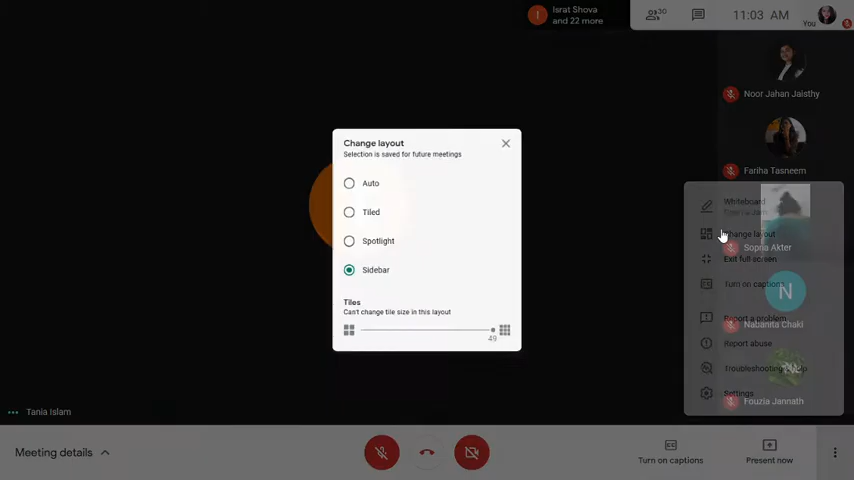 Israt Shova
and 22 more
30
11:03 AM
You
Noor Jahan Jaisthy
Fariha Tasneem
Change layout
Selection is saved for future meetings
Auto
Tiled
Spotlight
Sidebar
Tiles
Can't change tile size in this layout
49
Whiteboard
Change layout
Sopna Akter
Exit full screen
Turn on captions
Report a problem
Nabanita Chaki
Report abuse
Troubleshooting
Settings
Fouzia Jannath
Tania Islam
Meeting details
Turn on captions
Present now